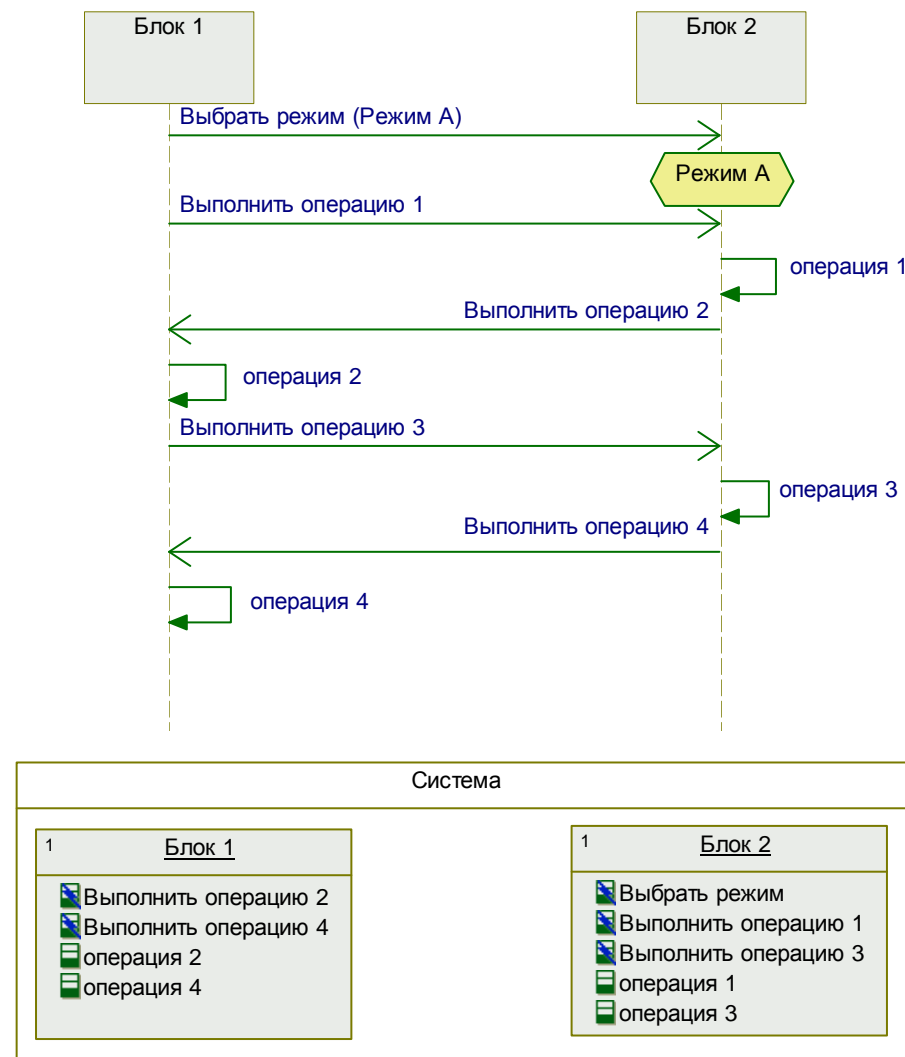 Блок 1
Блок 2
Выбрать режим (Режим А)
Режим А
Выполнить операцию 1
операция 1
Выполнить операцию 2
операция 2
Выполнить операцию 3
операция 3
Выполнить операцию 4
операция 4
Система
1
Блок 1
Выполнить операцию 2
Выполнить операцию 4
операция 2
операция 4
1
Блок 2
Выбрать режим
Выполнить операцию 1
Выполнить операцию 3
операция 1
операция 3